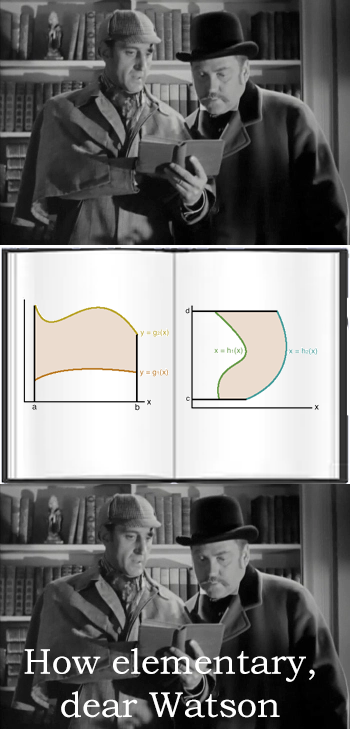 y = g₂(x)
y = g₁(x)
a
b
x
d
x = h₁(x)
x = h₂(x)
c
x
How elementary,
dear Watson